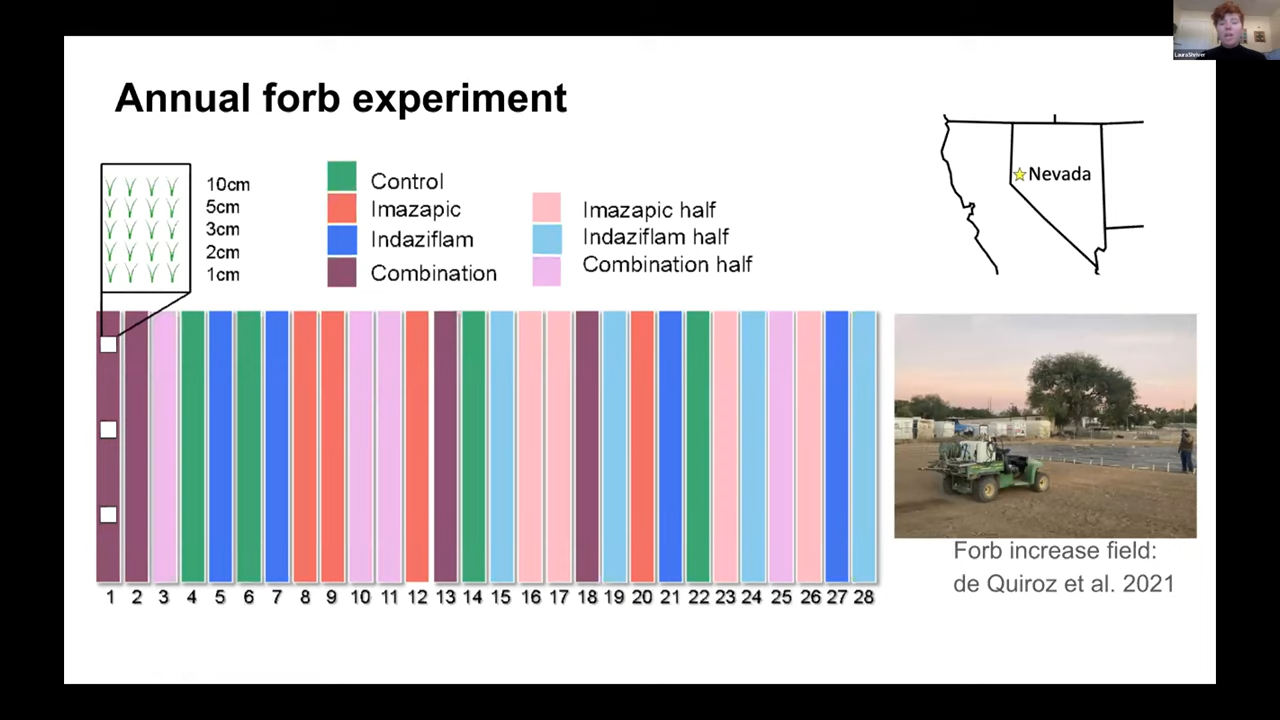 Laura Shriver
Annual forb experiment
10cm
5cm
3cm
2cm
1cm
Control
Imazapic
Indaziflam
Combination
Imazapic half
Indaziflam half
Combination half
Nevada
1 2 3 4 5 6 7 8 9 10 11 12 13 14 15 16 17 18 19 20 21 22 23 24 25 26 27 28
Forb increase field:
de Quiroz et al. 2021